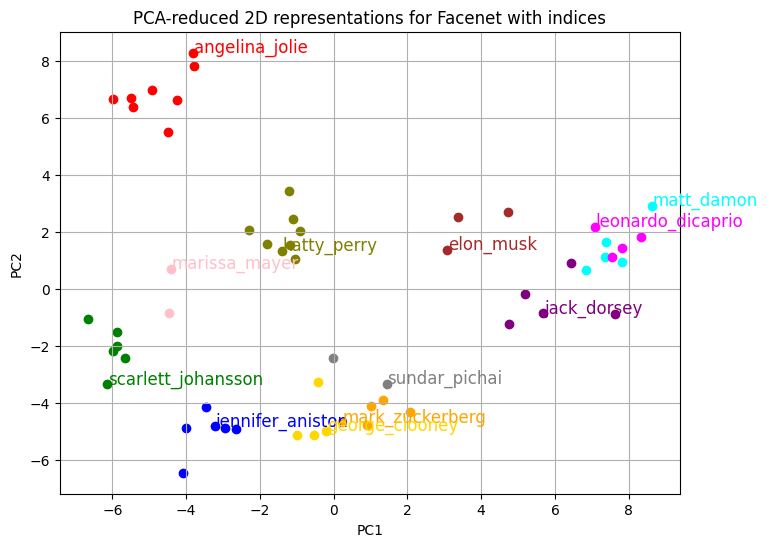 PCA-reduced 2D representations for Facenet with indices
angelina_jolie
matt_damon
leonardo_dicaprio
katty_perry
elon_musk
marissa_mayer
jack_dorsey
scarlett_johansson
sundar_pichai
jennifer_aniston
mark_zuckerberg
george_clooney
8
6
4
2
0
−2
−4
−6
PC2
−6
−4
−2
0
2
4
6
8
PC1